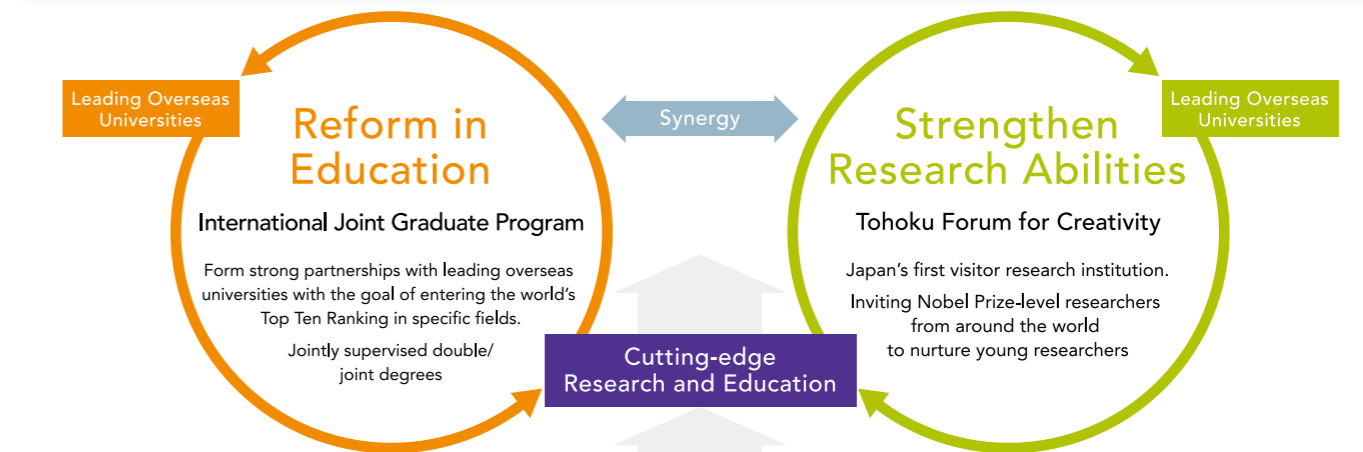 Leading Overseas
Universities
Reform in
Education
International Joint Graduate Program
Form strong partnerships with leading overseas
universities with the goal of entering the world's
Top Ten Ranking in specific fields.
Jointly supervised double/
joint degrees
Synergy
Strengthen
Research Abilities
Tohoku Forum for Creativity
Japan's first visitor research institution.
Inviting Nobel Prize-level researchers
from around the world
to nurture young researchers
Leading Overseas
Universities
Cutting-edge
Research and Education